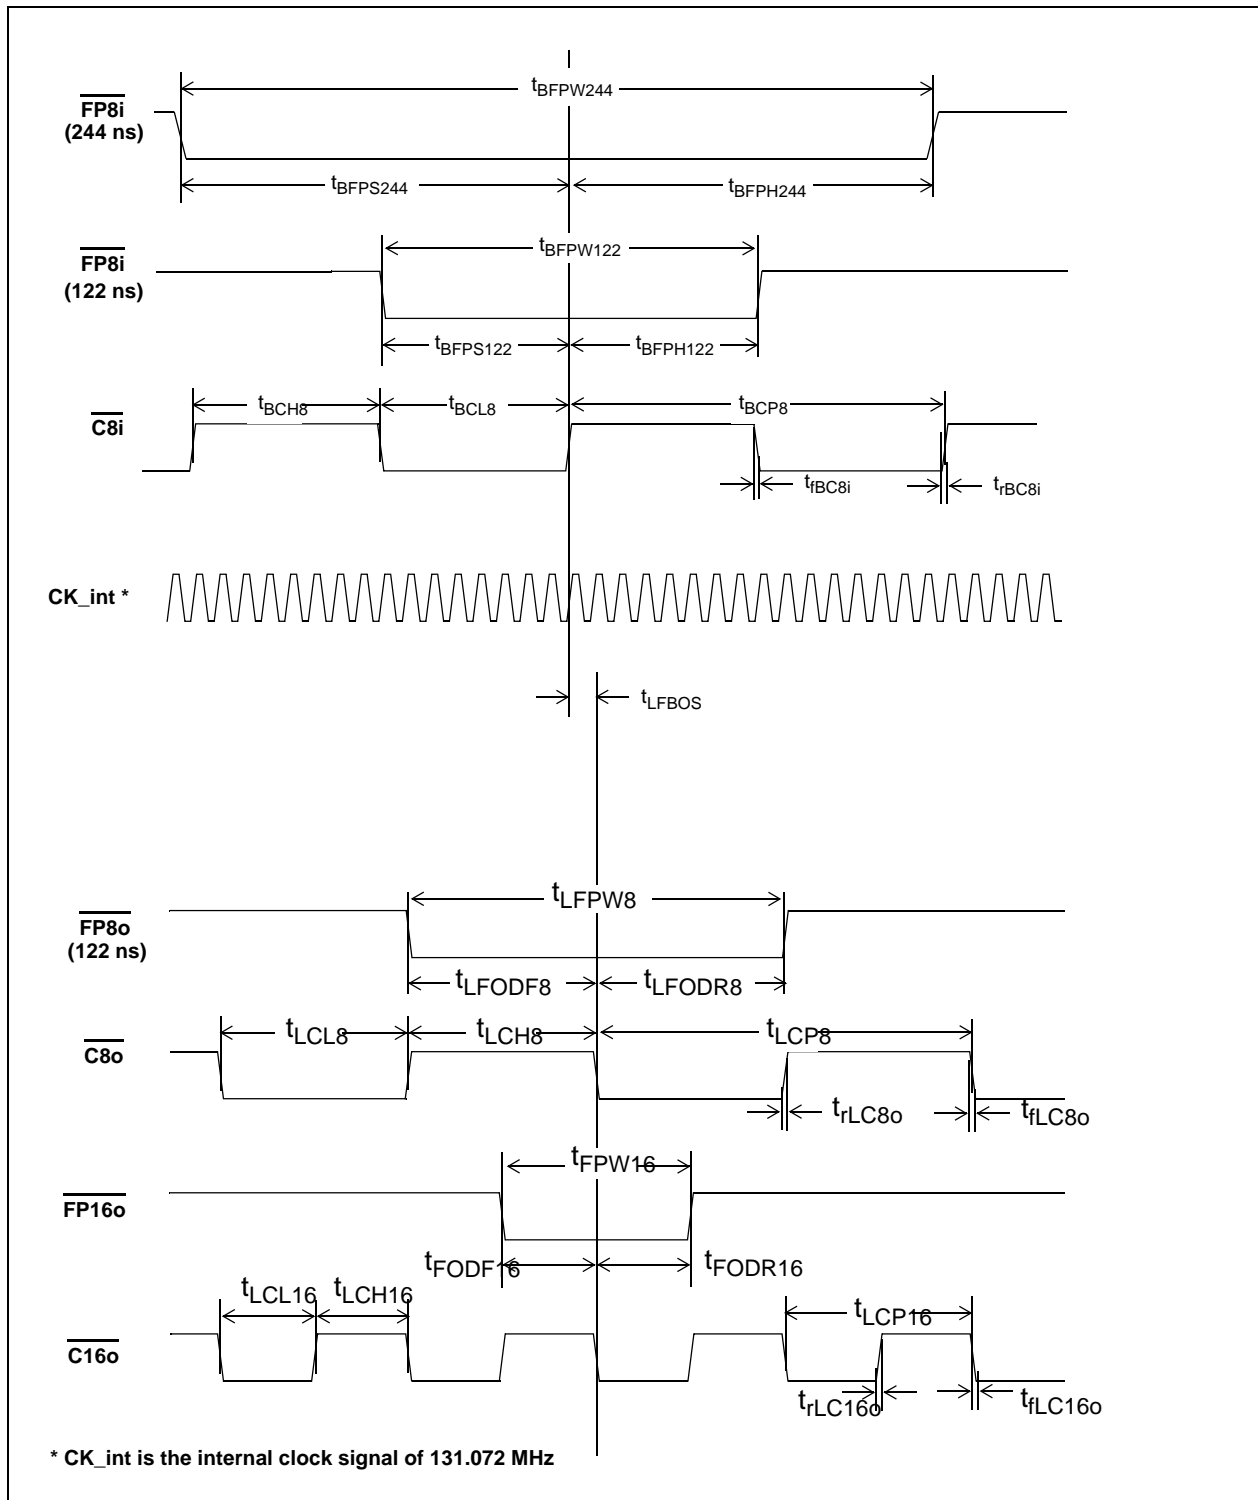 tBFPW244
FP8i
(244 ns)
tBFPS244 tBFPH244
tBFPW122
FP8i
(122 ns)
tBFPS122 tBFPH122
tBCH8 tBCL8 tBCP8
C8i
tfBC8i trBC8i
CK_int *
tLFBOS
tLFPW8
FP8o
(122 ns)
tLFODF8 tLFODR8
tLCL8 tLCH8 tLCP8
C8o
trLC8o tfLC8o
tFPW16
FP16o
tFODF16 tFODR16
tLCL16 tLCH16 tLCP16
C16o
trLC16o tfLC16o
* CK_int is the internal clock signal of 131.072 MHz